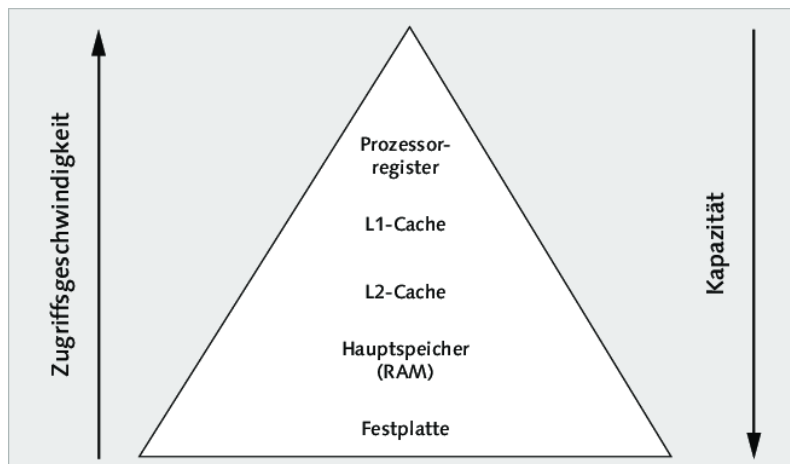 Zugriffsgeschwindigkeit
Prozessor-
register
L1-Cache
L2-Cache
Hauptspeicher
(RAM)
Festplatte
Kapazität